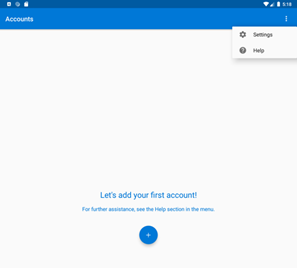 5:18
Accounts
Settings
Help
Let's add your first account!
For further assistance, see the Help section in the menu.